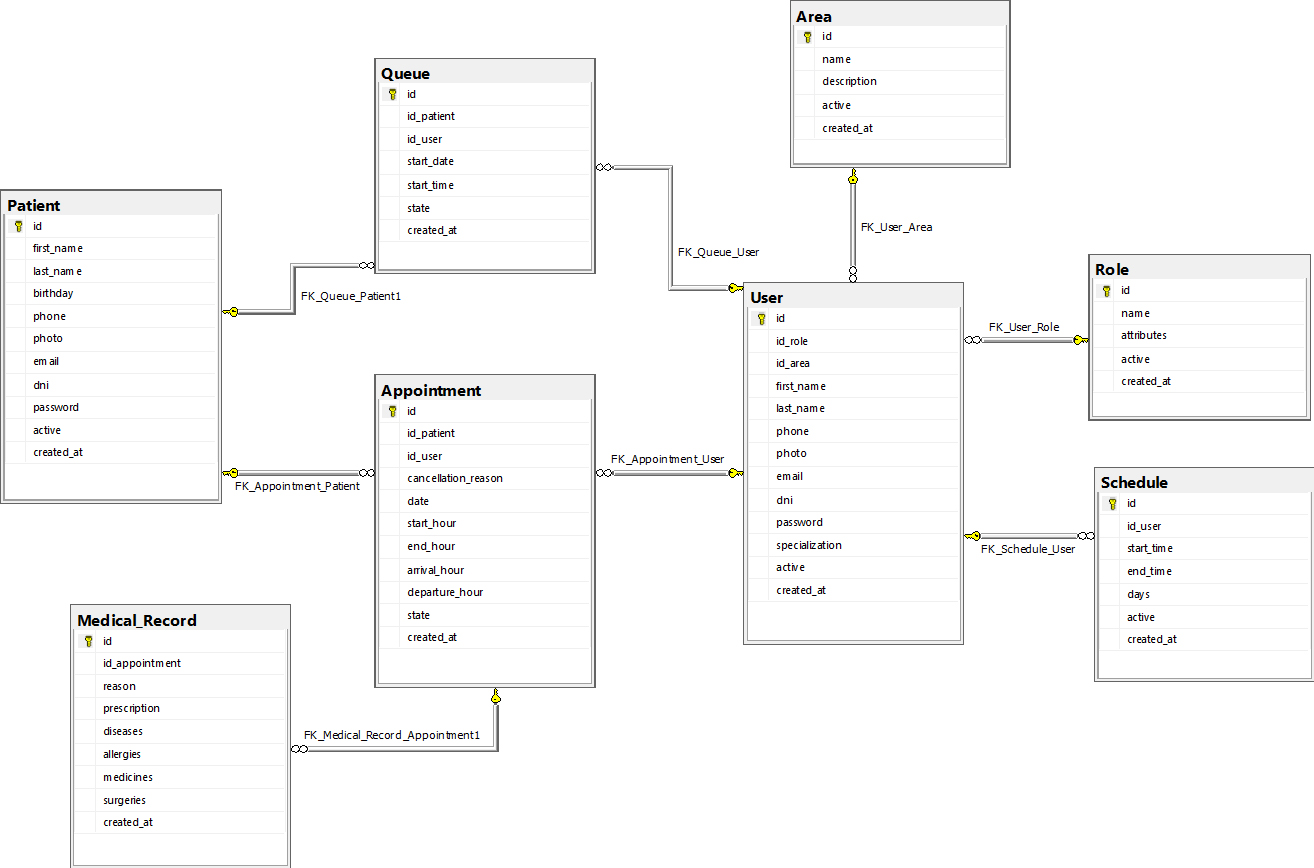 Area
id
name
description
active
created_at
Queue
id
id_patient
id_user
start_date
start_time
state
created_at
Patient
id
first_name
last_name
birthday
phone
photo
email
dni
password
active
created_at
FK_Queue_Patient1
FK_Queue_User
FK_User_Area
Role
id
name
attributes
active
created_at
User
id
id_role
id_area
first_name
last_name
phone
photo
email
dni
password
specialization
active
created_at
FK_User_Role
Appointment
id
id_patient
id_user
cancellation_reason
date
start_hour
end_hour
arrival_hour
departure_hour
state
created_at
FK_Appointment_User
FK_Appointment_Patient
Schedule
id
id_user
start_time
end_time
days
active
created_at
FK_Schedule_User
Medical_Record
id
id_appointment
reason
prescription
diseases
allergies
medicines
surgeries
created_at
FK_Medical_Record_Appointment1